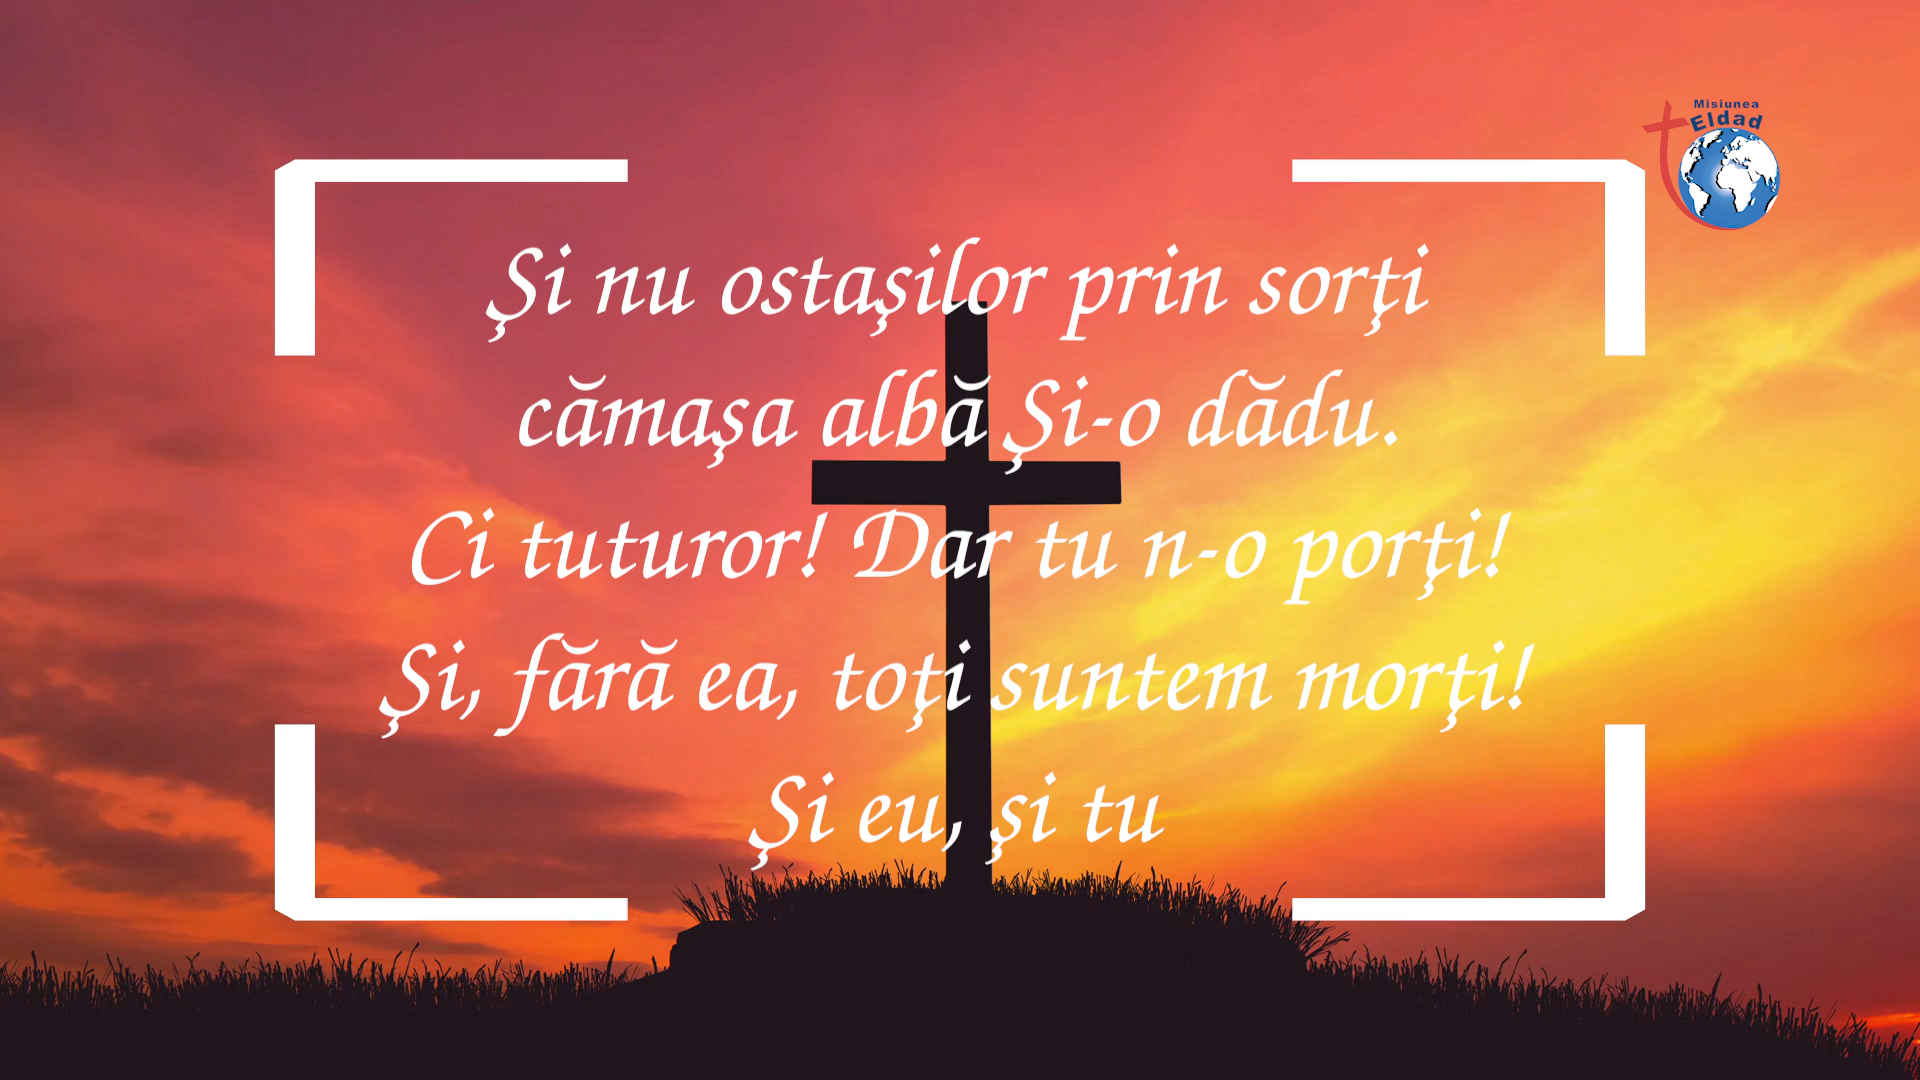 Misiunea
Eldad
Şi nu ostaşilor prin sorţi
cămaşa albă Şi-o dădu.
Ci tuturor! Dar tu n-o porţi!
Şi, fără ea, toţi suntem morţi!
Şi eu, şi tu